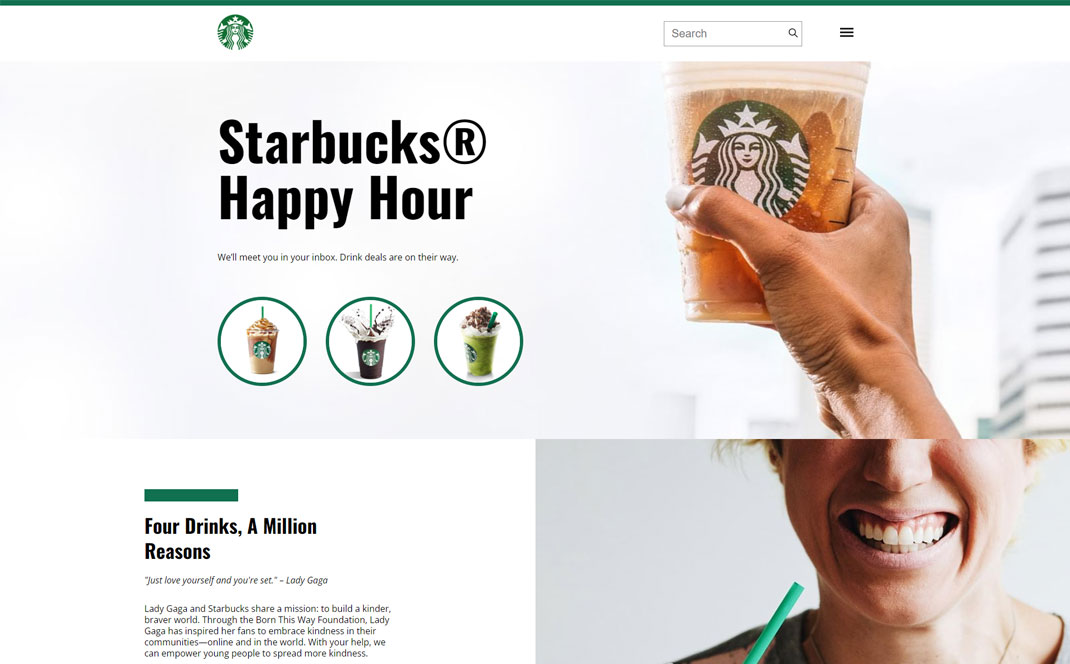 Search
Starbucks®
Happy Hour
We'll meet you in your inbox. Drink deals are on their way.
Four Drinks, A Million
Reasons
"Just love yourself and you're set." – Lady Gaga
Lady Gaga and Starbucks share a mission: to build a kinder,
braver world. Through the Born This Way Foundation, Lady
Gaga has inspired her fans to embrace kindness in their
communities—online and in the world. With your help, we
can empower young people to spread more kindness.